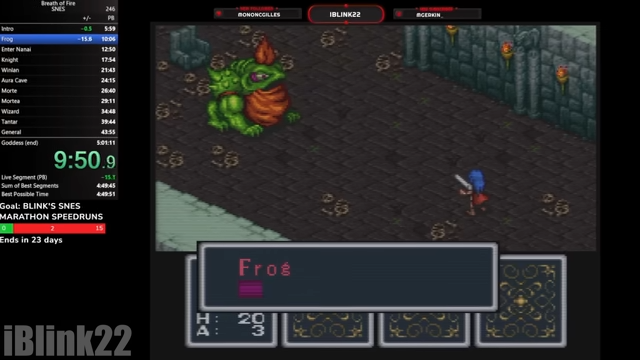 Breath of Fire
SNES
246
+/-
PB
Intro
-0.5
5:59
Frog
-15.6
10:06
Enter Nanai
12:50
Knight
17:54
Winlan
21:43
Aura Cave
24:15
Morte
26:40
Mortea
29:11
Wizard
34:48
Tantar
39:44
General
43:55
Goddess (end)
5:01:11
9:50.9
Live Segment (PB)
-15.1
Sum of Best Segments
4:49:45
Best Possible Time
4:49:51
Goal: BLINK'S SNES
MARATHON SPEEDRUNS
0
2
15
Ends in 23 days
iBlink22
MONONCGILLES
IBLINK22
MGERKIN_
Frog
H: 20
A: 3